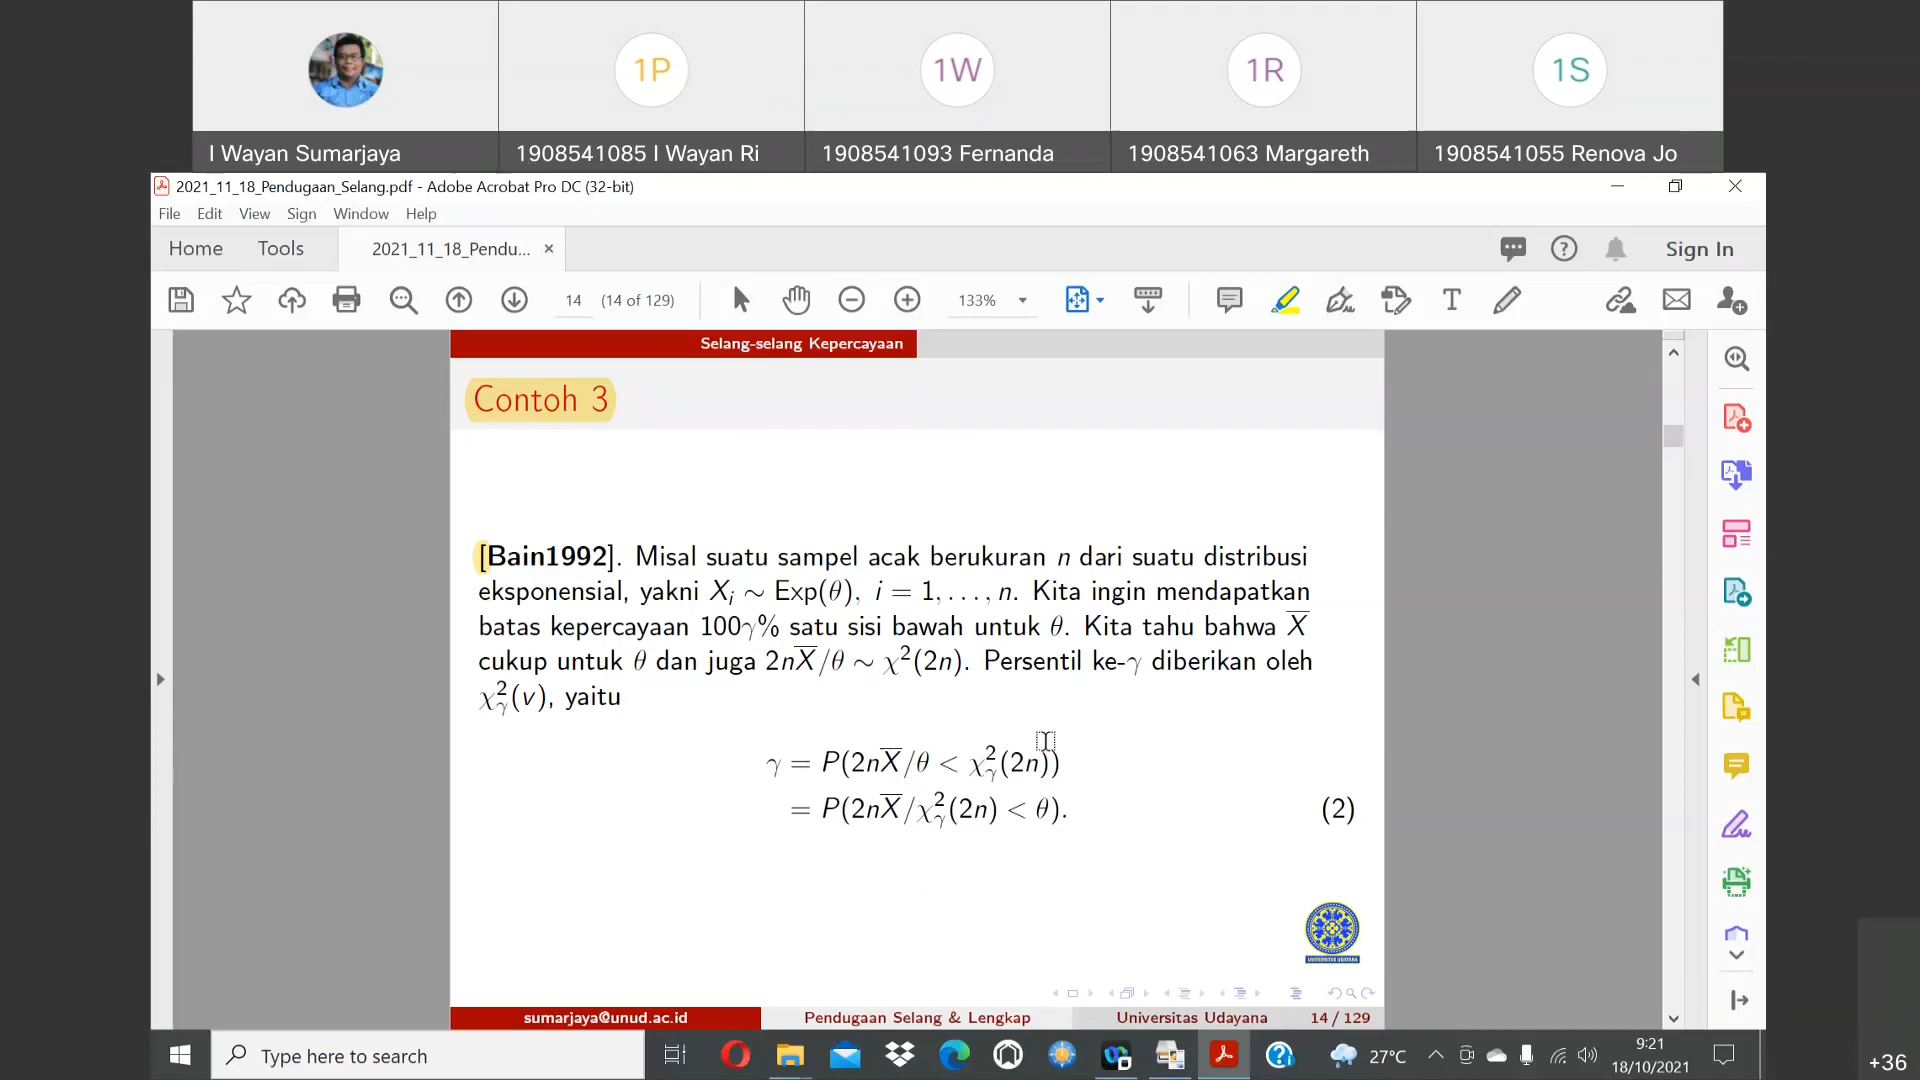 1P
1W
1R
1S
I Wayan Sumarjaya
1908541085 I Wayan Ri
1908541093 Fernanda
1908541063 Margareth
1908541055 Renova Jo
2021_11_18_Pendugaan_Selang.pdf - Adobe Acrobat Pro DC (32-bit)
File Edit View Sign Window Help
Home Tools 2021_11_18_Pendu... × Sign In
14 (14 of 129) 133%
Selang-selang Kepercayaan
Contoh 3
[Bain1992]. Misal suatu sampel acak berukuran n dari suatu distribusi
eksponensial, yakni Xᵢ ∼ Exp(θ), i = 1, . . . , n. Kita ingin mendapatkan
batas kepercayaan 100γ% satu sisi bawah untuk θ. Kita tahu bahwa X̅
cukup untuk θ dan juga 2nX̅/θ ∼ χ²(2n). Persentil ke-γ diberikan oleh
χ²_γ(v), yaitu
γ = P(2nX̅/θ < χ²_γ(2n))
= P(2nX̅/χ²_γ(2n) < θ). (2)
UNIVERSITAS UDAYANA
sumarjaya@unud.ac.id Pendugaan Selang & Lengkap Universitas Udayana 14 / 129
Type here to search
27°C
9:21
18/10/2021
+36